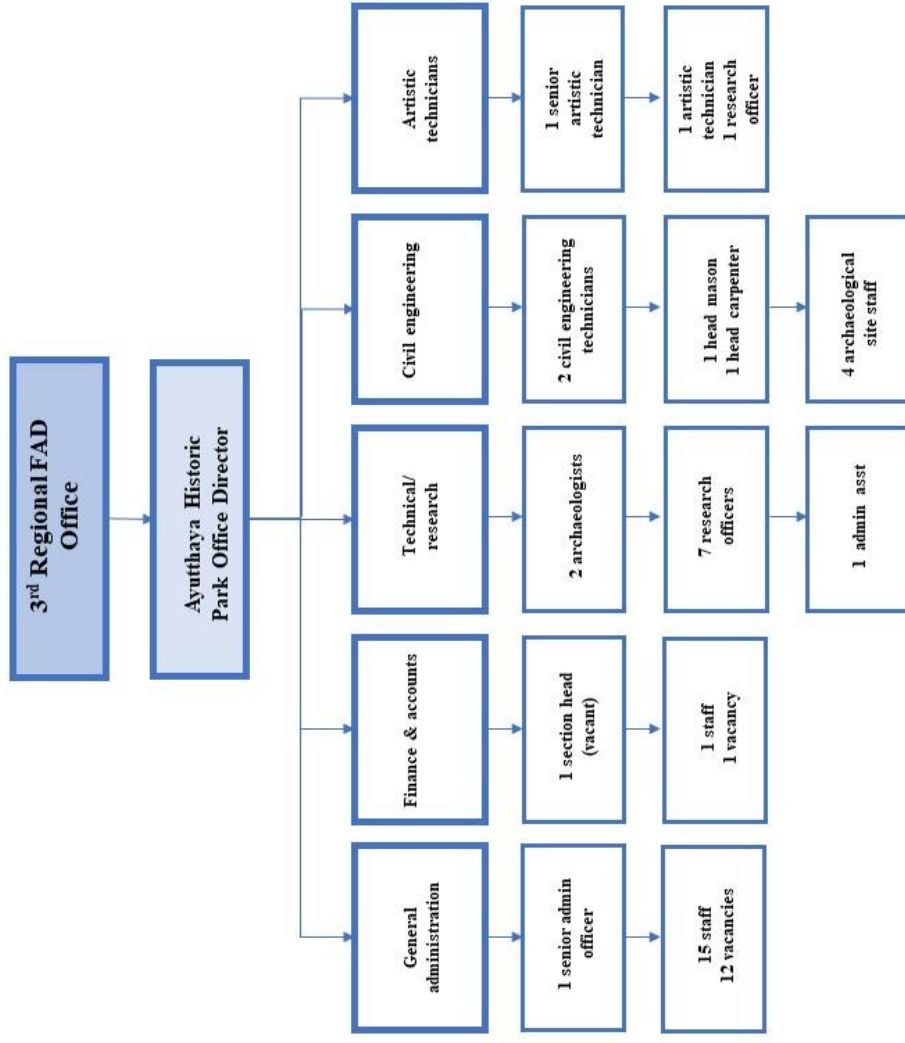 3rd Regional FAD
Office
Ayutthaya Historic
Park Office Director
General
administration
Finance & accounts
Technical/
research
Civil engineering
Artistic
technicians
1 senior admin
officer
1 section head
(vacant)
2 archaeologists
2 civil engineering
technicians
1 senior
artistic
technician
15 staff
12 vacancies
1 staff
1 vacancy
7 research
officers
1 head mason
1 head carpenter
1 artistic
technician
1 research
officer
1 admin asst
4 archaeological
site staff